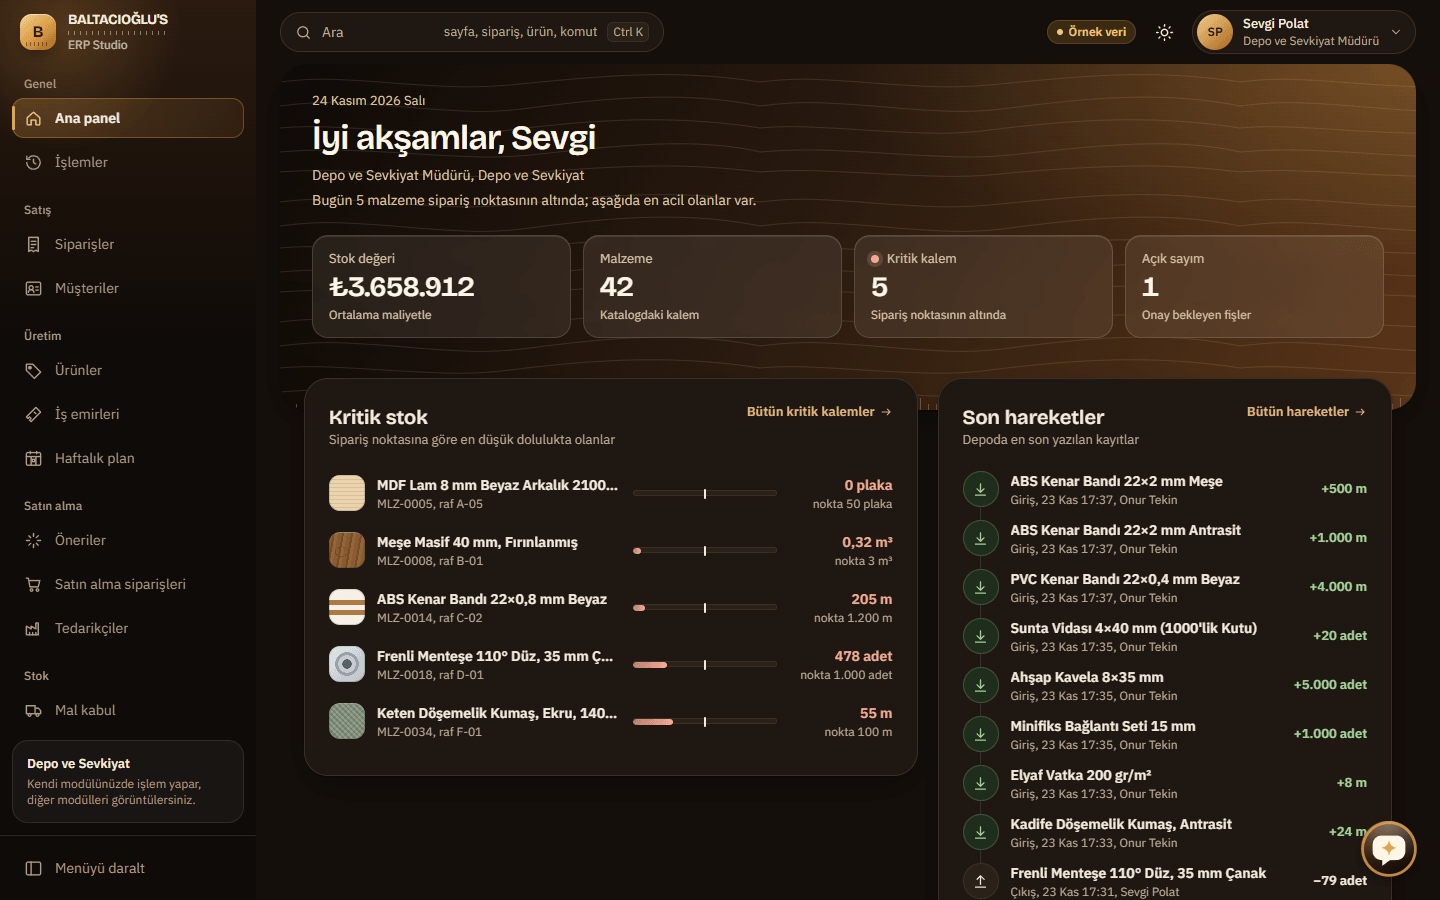 B
BALTACIOĞLU'S
ERP Studio
Genel
Ana panel
İşlemler
Satış
Siparişler
Müşteriler
Üretim
Ürünler
İş emirleri
Haftalık plan
Satın alma
Öneriler
Satın alma siparişleri
Tedarikçiler
Stok
Mal kabul
Depo ve Sevkiyat
Kendi modülünüzde işlem yapar,
diğer modülleri görüntülersiniz.
Menüyü daralt
Ara sayfa, sipariş, ürün, komut Ctrl K
Örnek veri
SP
Sevgi Polat
Depo ve Sevkiyat Müdürü
24 Kasım 2026 Salı
İyi akşamlar, Sevgi
Depo ve Sevkiyat Müdürü, Depo ve Sevkiyat
Bugün 5 malzeme sipariş noktasının altında; aşağıda en acil olanlar var.
Stok değeri
₺3.658.912
Ortalama maliyetle
Malzeme
42
Katalogdaki kalem
Kritik kalem
5
Sipariş noktasının altında
Açık sayım
1
Onay bekleyen fişler
Kritik stok
Bütün kritik kalemler →
Sipariş noktasına göre en düşük dolulukta olanlar
MDF Lam 8 mm Beyaz Arkalık 2100... 0 plaka
MLZ-0005, raf A-05 nokta 50 plaka
Meşe Masif 40 mm, Fırınlanmış 0,32 m³
MLZ-0008, raf B-01 nokta 3 m³
ABS Kenar Bandı 22×0,8 mm Beyaz 205 m
MLZ-0014, raf C-02 nokta 1.200 m
Frenli Menteşe 110° Düz, 35 mm Ç... 478 adet
MLZ-0018, raf D-01 nokta 1.000 adet
Keten Döşemelik Kumaş, Ekru, 140... 55 m
MLZ-0034, raf F-01 nokta 100 m
Son hareketler
Bütün hareketler →
Depoda en son yazılan kayıtlar
ABS Kenar Bandı 22×2 mm Meşe +500 m
Giriş, 23 Kas 17:37, Onur Tekin
ABS Kenar Bandı 22×2 mm Antrasit +1.000 m
Giriş, 23 Kas 17:37, Onur Tekin
PVC Kenar Bandı 22×0,4 mm Beyaz +4.000 m
Giriş, 23 Kas 17:37, Onur Tekin
Sunta Vidası 4×40 mm (1000'lik Kutu) +20 adet
Giriş, 23 Kas 17:35, Onur Tekin
Ahşap Kavela 8×35 mm +5.000 adet
Giriş, 23 Kas 17:35, Onur Tekin
Minifiks Bağlantı Seti 15 mm +1.000 adet
Giriş, 23 Kas 17:35, Onur Tekin
Elyaf Vatka 200 gr/m² +8 m
Giriş, 23 Kas 17:33, Onur Tekin
Kadife Döşemelik Kumaş, Antrasit +24 m
Giriş, 23 Kas 17:33, Onur Tekin
Frenli Menteşe 110° Düz, 35 mm Çanak −79 adet
Çıkış, 23 Kas 17:31, Sevgi Polat